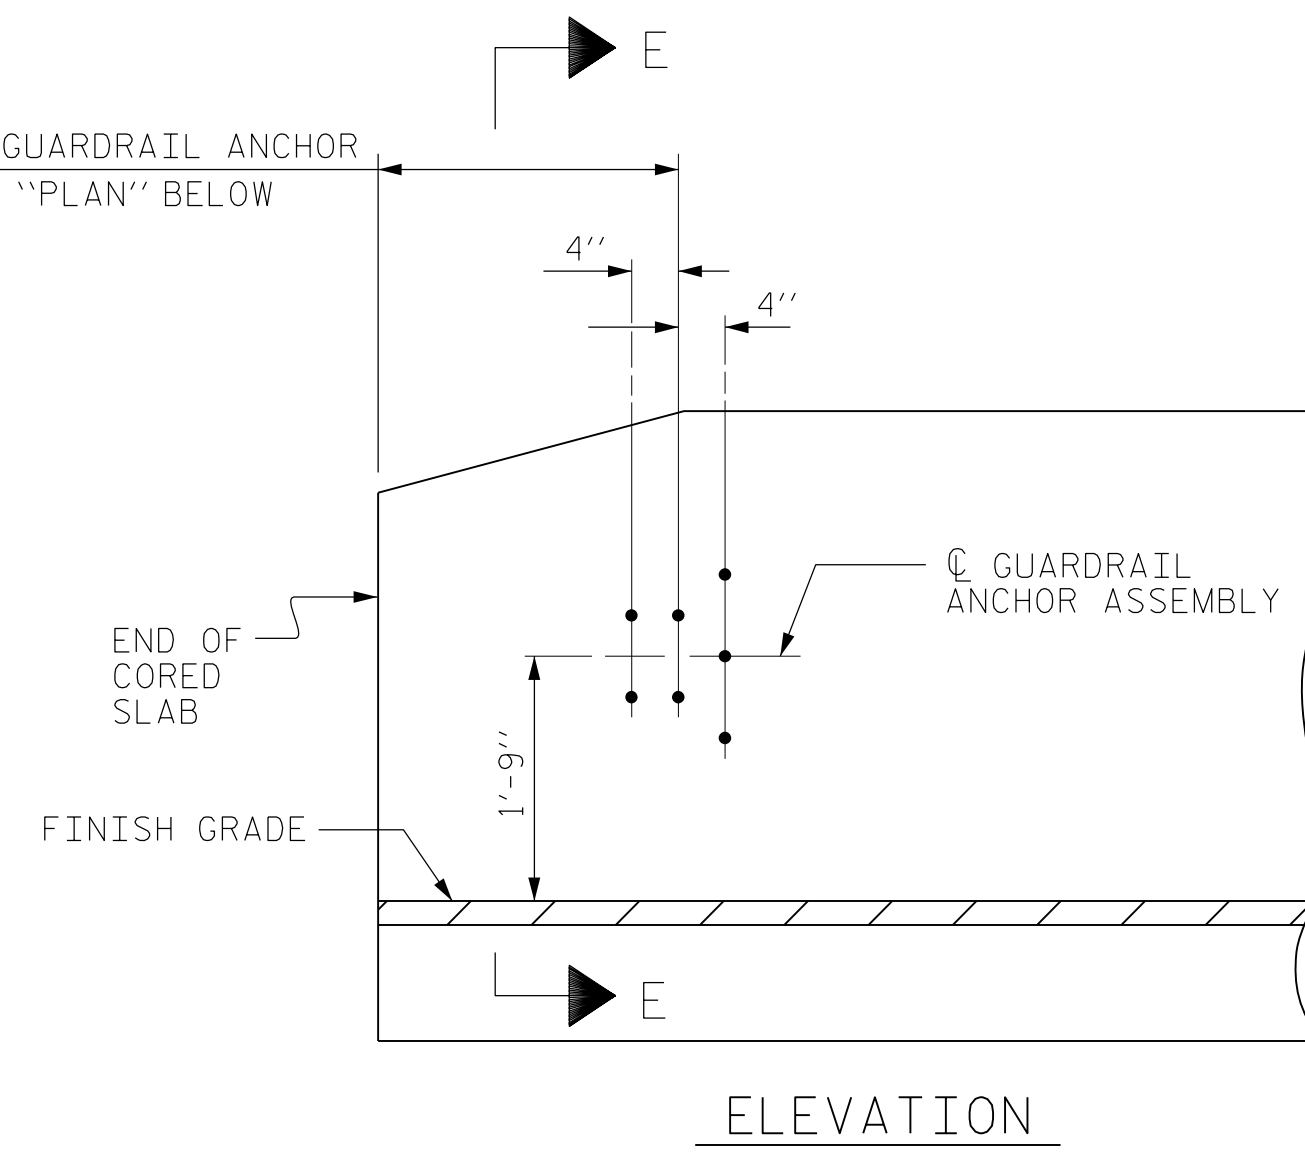 E
GUARDRAIL ANCHOR
‘‘PLAN’’ BELOW
4’’
4’’
℄ GUARDRAIL
ANCHOR ASSEMBLY
END OF
CORED
SLAB
1’-9’’
FINISH GRADE
E
ELEVATION